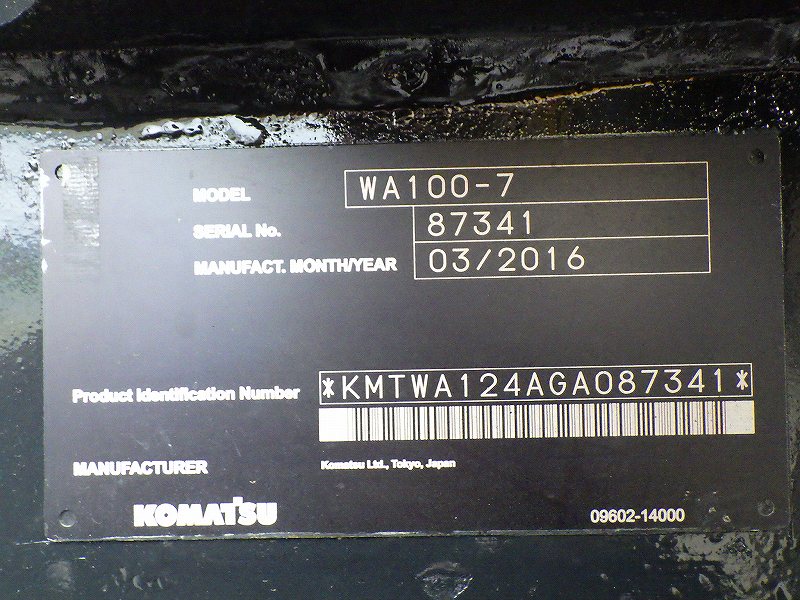 MODEL WA100-7
SERIAL No. 87341
MANUFACT. MONTH/YEAR 03/2016
Product Identification Number *KMTWA124AGA087341*
MANUFACTURER Komatsu Ltd., Tokyo, Japan
KOMATSU 09602-14000